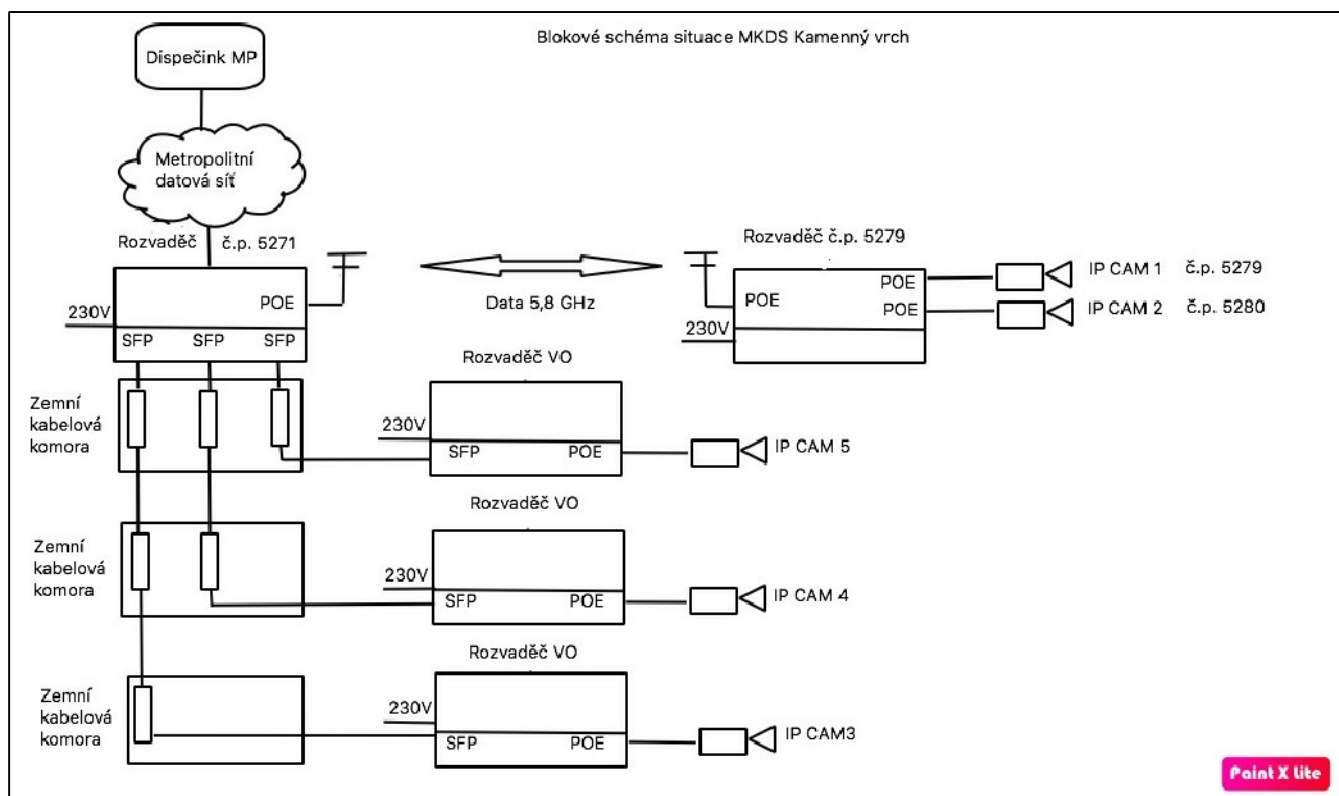 Blokové schéma situace MKDS Kamenný vrch
Dispečink MP
Metropolitní
datová síť
Rozvaděč č.p. 5271
POE
230V
SFP SFP SFP
Data 5,8 GHz
Rozvaděč č.p. 5279
POE
POE
POE
230V
IP CAM 1 č.p. 5279
IP CAM 2 č.p. 5280
Zemní
kabelová
komora
Rozvaděč VO
230V
SFP POE
IP CAM 5
Zemní
kabelová
komora
Rozvaděč VO
230V
SFP POE
IP CAM 4
Zemní
kabelová
komora
Rozvaděč VO
230V
SFP POE
IP CAM3
Paint X lite